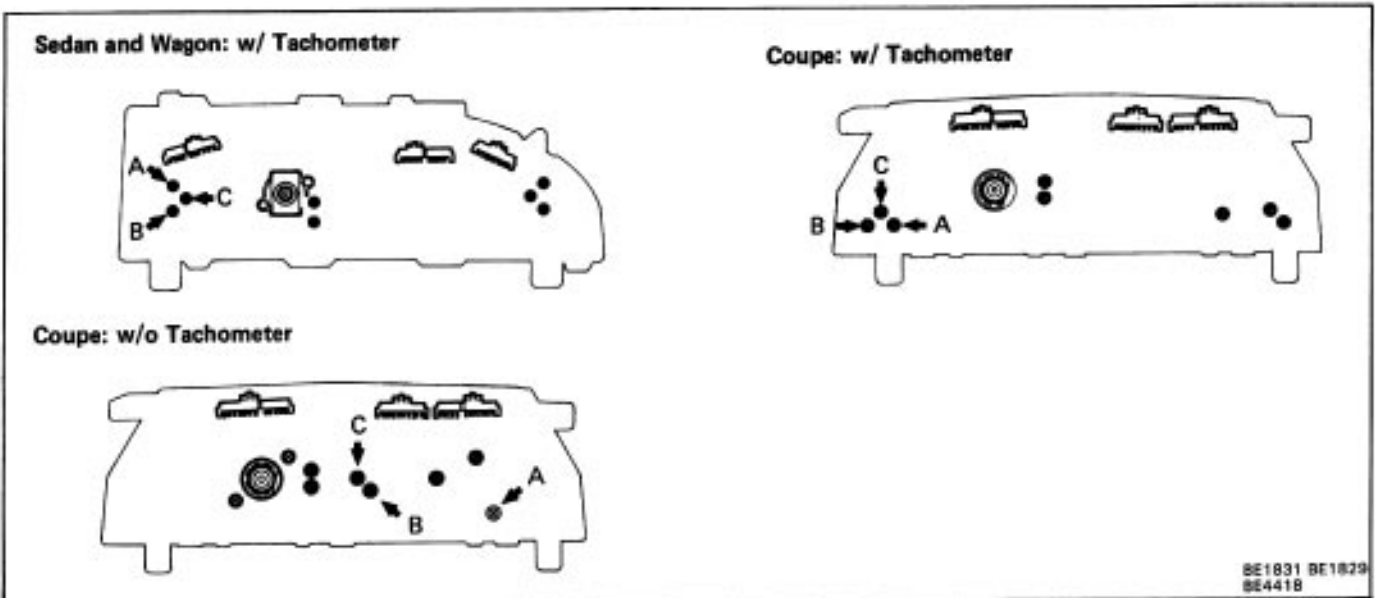 Sedan and Wagon: w/ Tachometer
A
C
B
Coupe: w/ Tachometer
C
B
A
Coupe: w/o Tachometer
C
A
B
BE1831 BE1829
BE4418